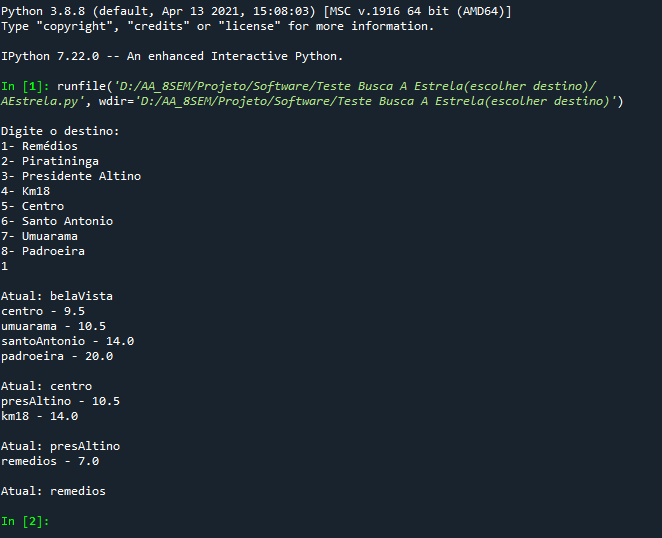 Python 3.8.8 (default, Apr 13 2021, 15:08:03) [MSC v.1916 64 bit (AMD64)]
Type "copyright", "credits" or "license" for more information.

IPython 7.22.0 -- An enhanced Interactive Python.

In [1]: runfile('D:/AA_8SEM/Projeto/Software/Teste Busca A Estrela(escolher destino)/
AEstrela.py', wdir='D:/AA_8SEM/Projeto/Software/Teste Busca A Estrela(escolher destino)')

Digite o destino:
1- Remédios
2- Piratininga
3- Presidente Altino
4- Km18
5- Centro
6- Santo Antonio
7- Umuarama
8- Padroeira
1

Atual: belaVista
centro - 9.5
umuarama - 10.5
santoAntonio - 14.0
padroeira - 20.0

Atual: centro
presAltino - 10.5
km18 - 14.0

Atual: presAltino
remedios - 7.0

Atual: remedios

In [2]: